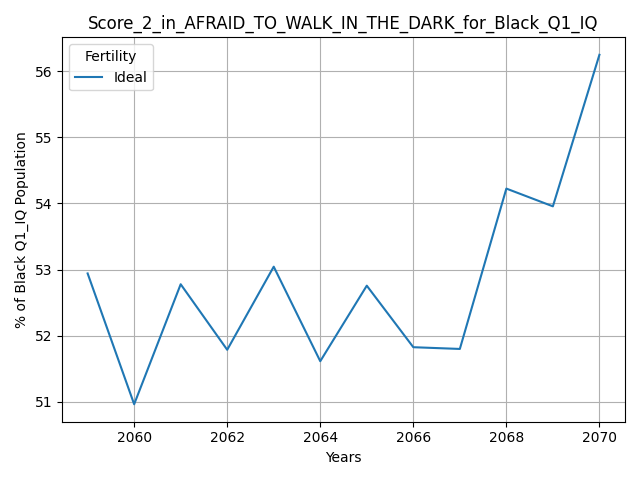 Score_2_in_AFRAID_TO_WALK_IN_THE_DARK_for_Black_Q1_IQ
Fertility
Ideal
% of Black Q1_IQ Population
56
55
54
53
52
51
2060 2062 2064 2066 2068 2070
Years